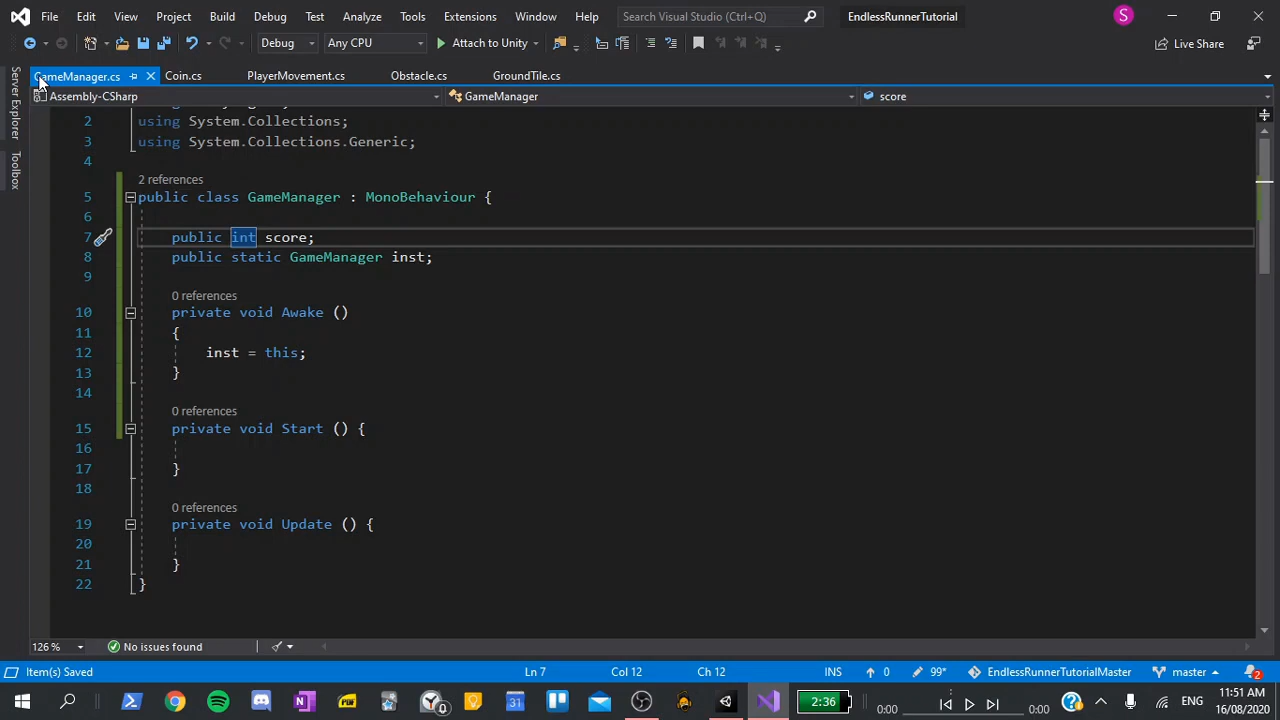 File Edit View Project Build Debug Test Analyze Tools Extensions Window Help Search Visual Studio (Ctrl+Q) EndlessRunnerTutorial S
Debug Any CPU Attach to Unity Live Share
GameManager.cs Coin.cs PlayerMovement.cs Obstacle.cs GroundTile.cs
Assembly-CSharp GameManager score
Server Explorer
Toolbox
2 using System.Collections;
3 using System.Collections.Generic;
4
2 references
5 public class GameManager : MonoBehaviour {
6
7 public int score;
8 public static GameManager inst;
9
0 references
10 private void Awake ()
11 {
12 inst = this;
13 }
14
0 references
15 private void Start () {
16
17 }
18
0 references
19 private void Update () {
20
21 }
22 }
126 % No issues found
Item(s) Saved Ln 7 Col 12 Ch 12 INS 0 99* EndlessRunnerTutorialMaster master 2
2:36 0:00 0:00 ENG 11:51 AM
16/08/2020